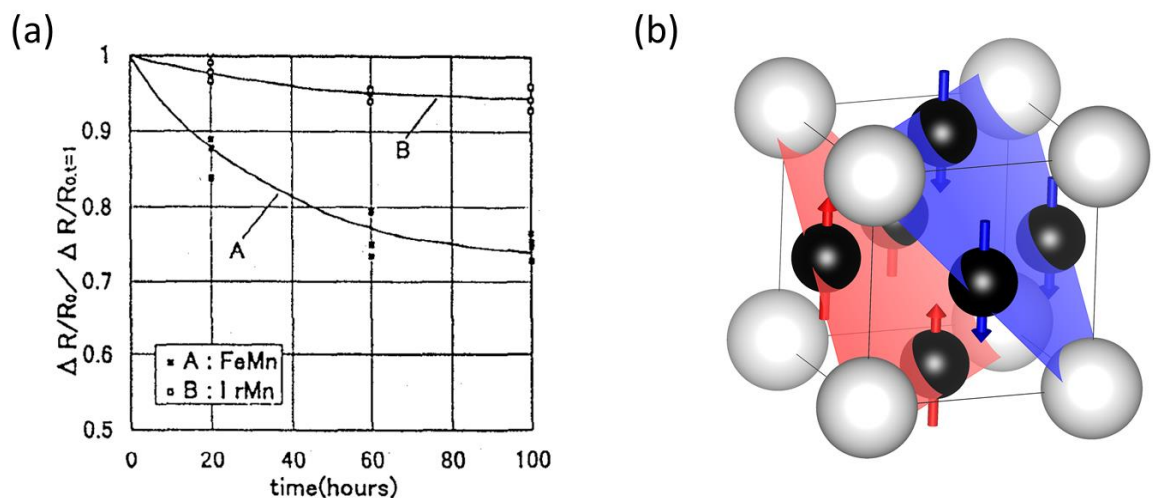 (a)
(b)
ΔR/R₀/ΔR/R₀,t=1
1
0.9
0.8
0.7
0.6
0.5
B
A
A : FeMn
B : IrMn
0 20 40 60 80 100
time(hours)